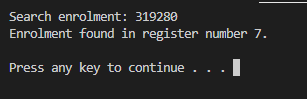 Search enrolment: 319280
Enrolment found in register number 7.
Press any key to continue . . .